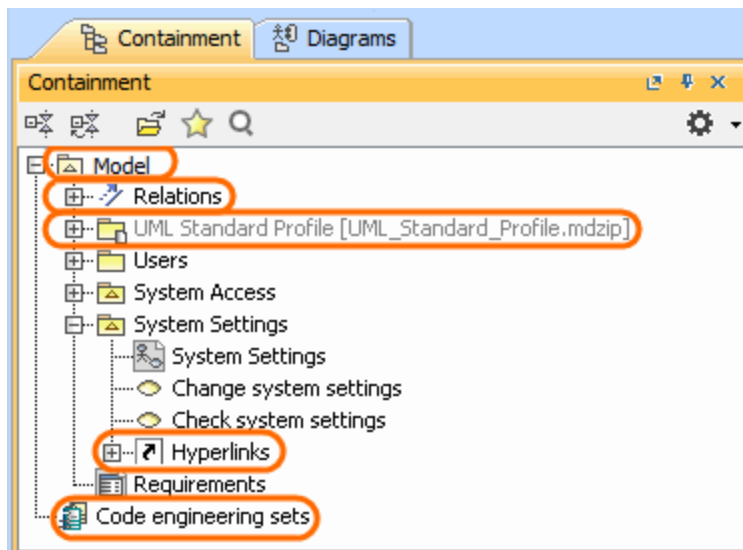 Containment Diagrams
Containment
Model
Relations
UML Standard Profile [UML_Standard_Profile.mdzip]
Users
System Access
System Settings
System Settings
Change system settings
Check system settings
Hyperlinks
Requirements
Code engineering sets